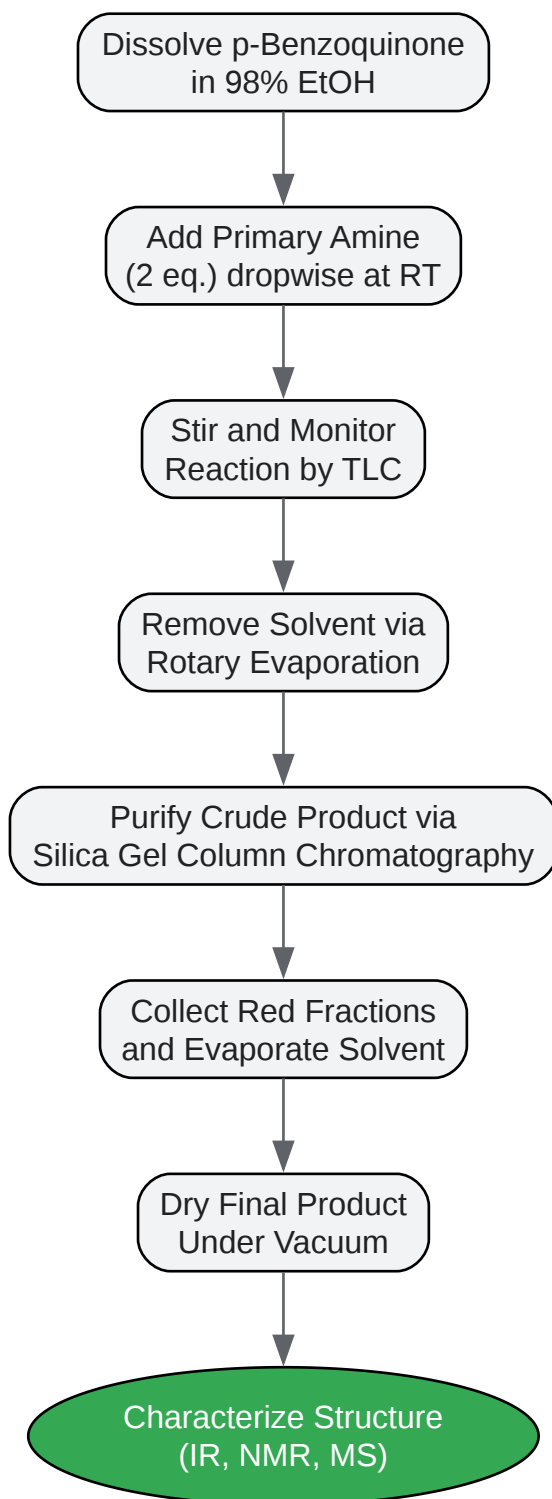 Dissolve p-Benzoquinone
in 98% EtOH
Add Primary Amine
(2 eq.) dropwise at RT
Stir and Monitor
Reaction by TLC
Remove Solvent via
Rotary Evaporation
Purify Crude Product via
Silica Gel Column Chromatography
Collect Red Fractions
and Evaporate Solvent
Dry Final Product
Under Vacuum
Characterize Structure
(IR, NMR, MS)